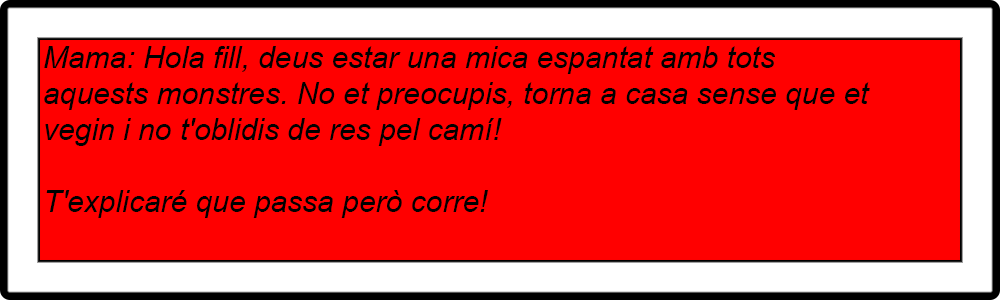 Mama: Hola fill, deus estar una mica espantat amb tots
aquests monstres. No et preocupis, torna a casa sense que et
vegin i no t'oblidis de res pel camí!
T'explicaré que passa però corre!